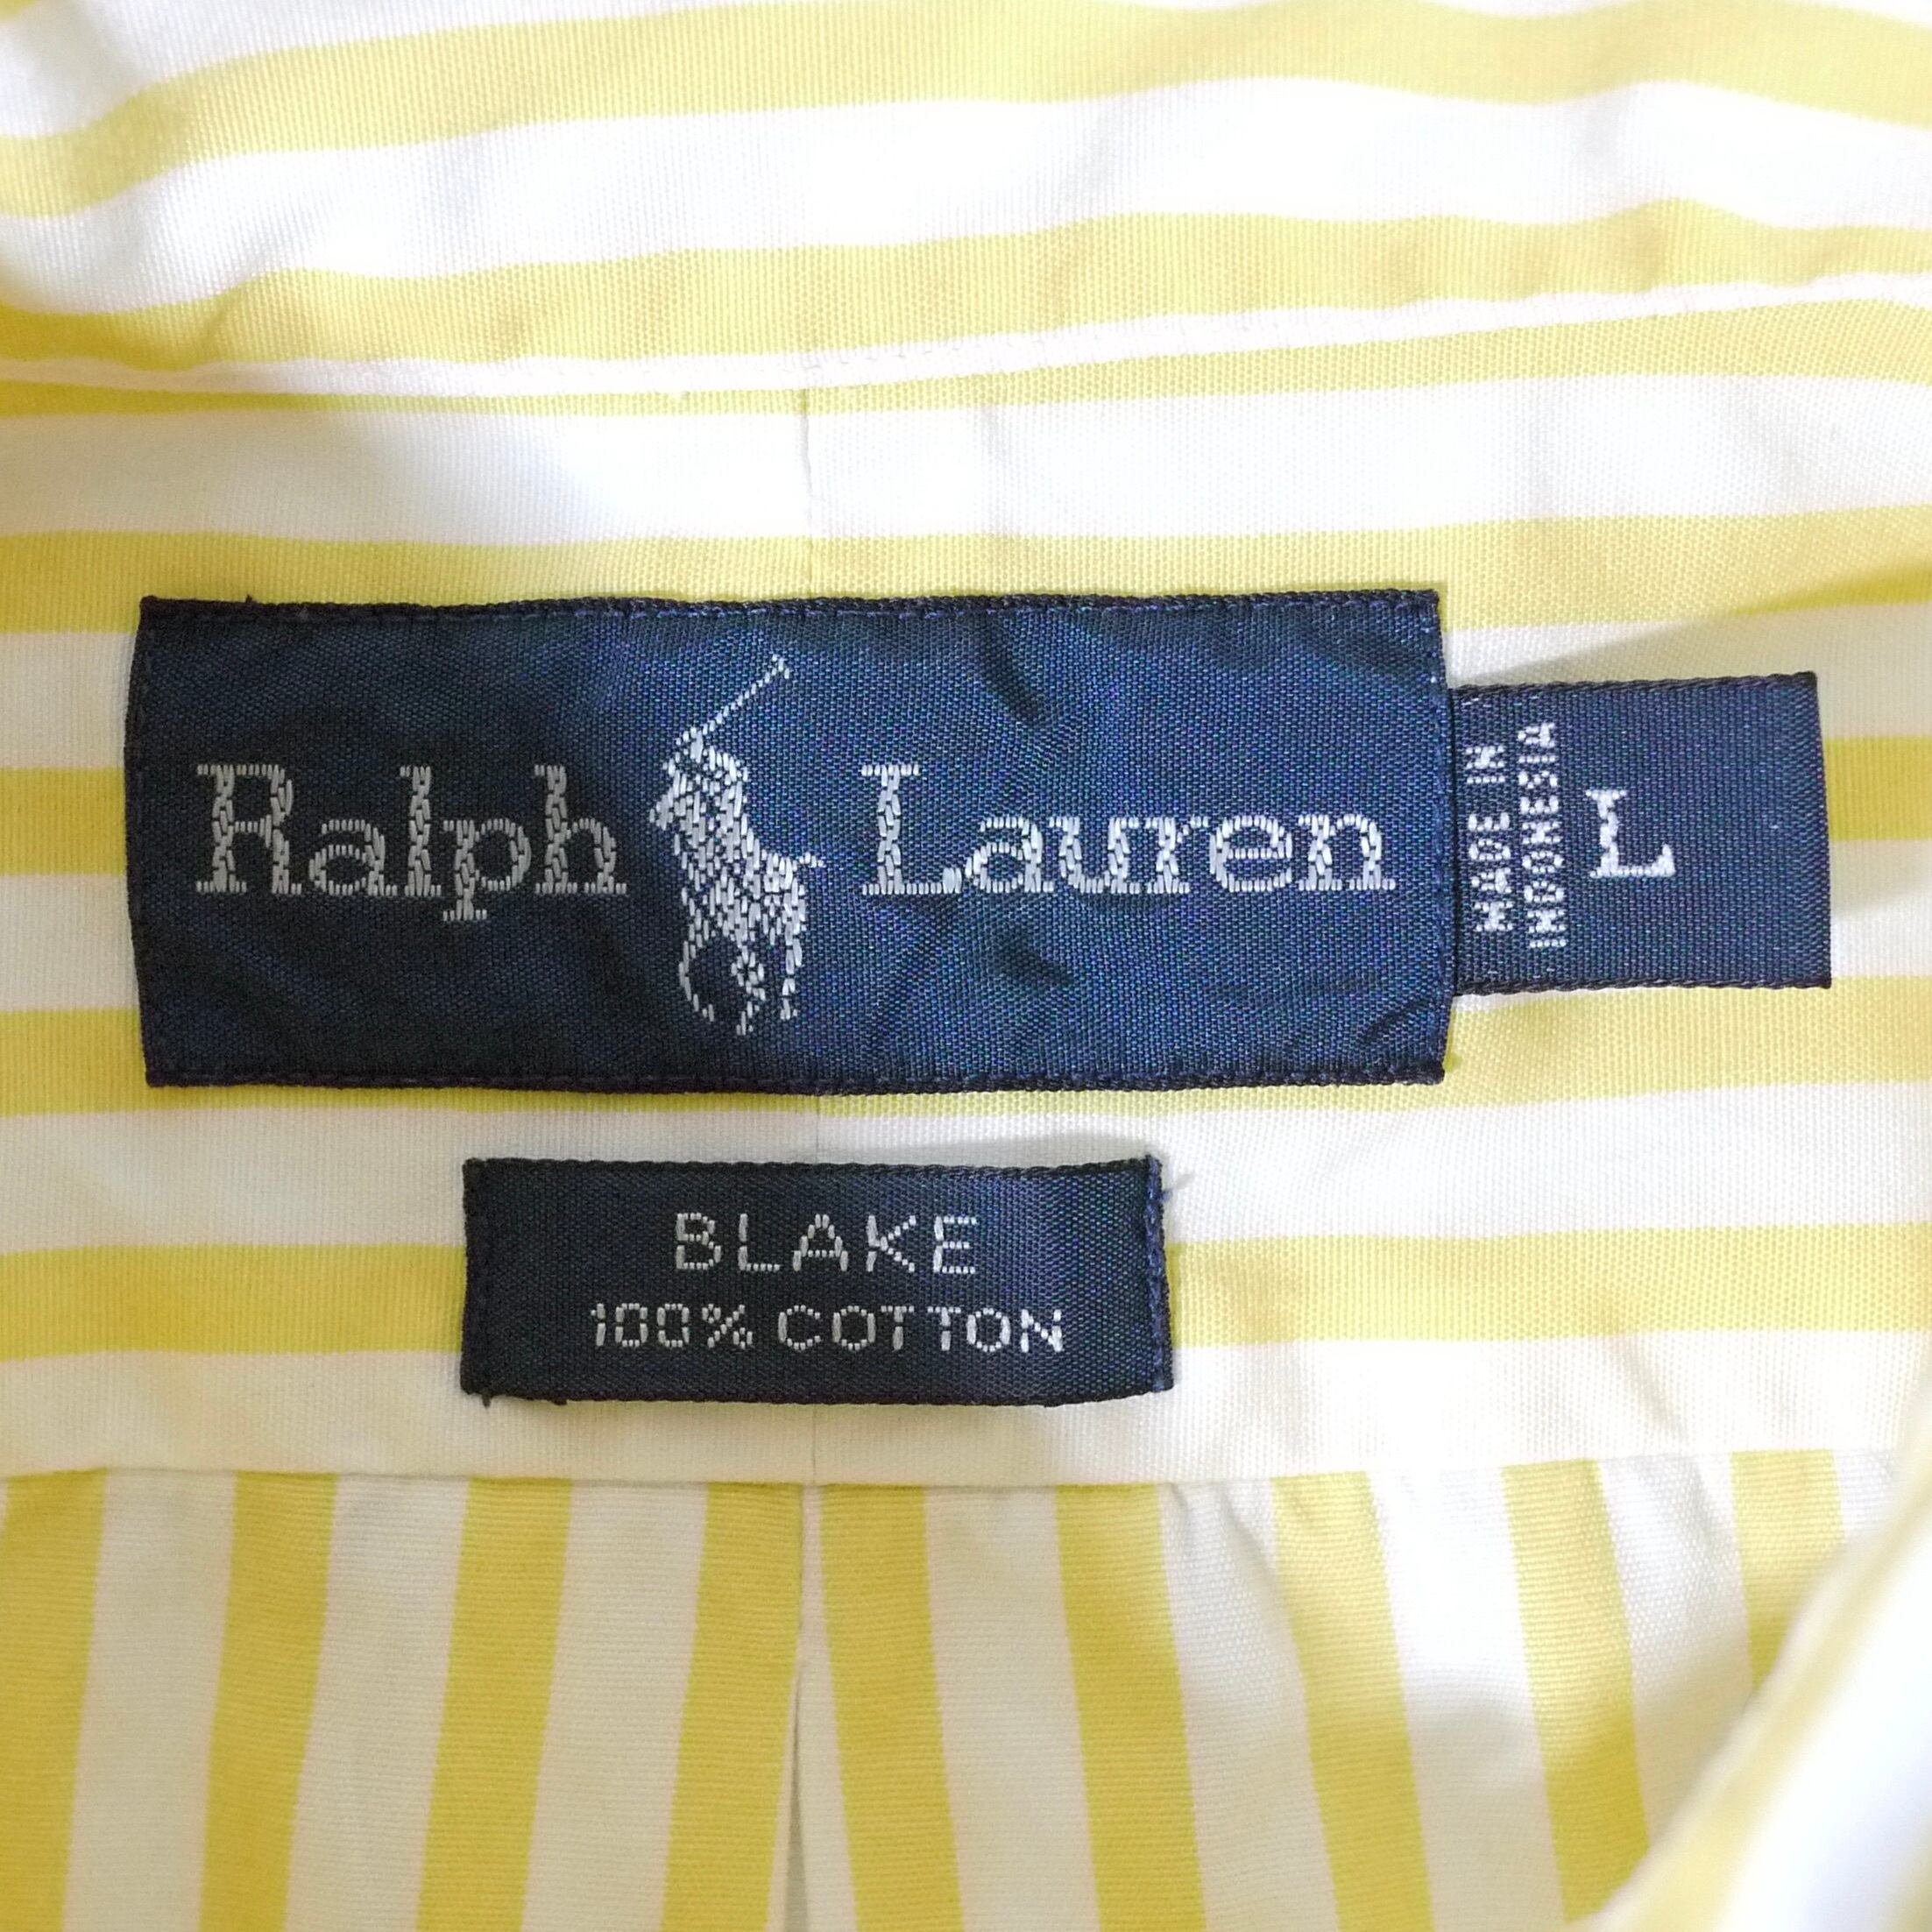 Ralph Lauren
MADE IN
INDONESIA
L
BLAKE
100% COTTON